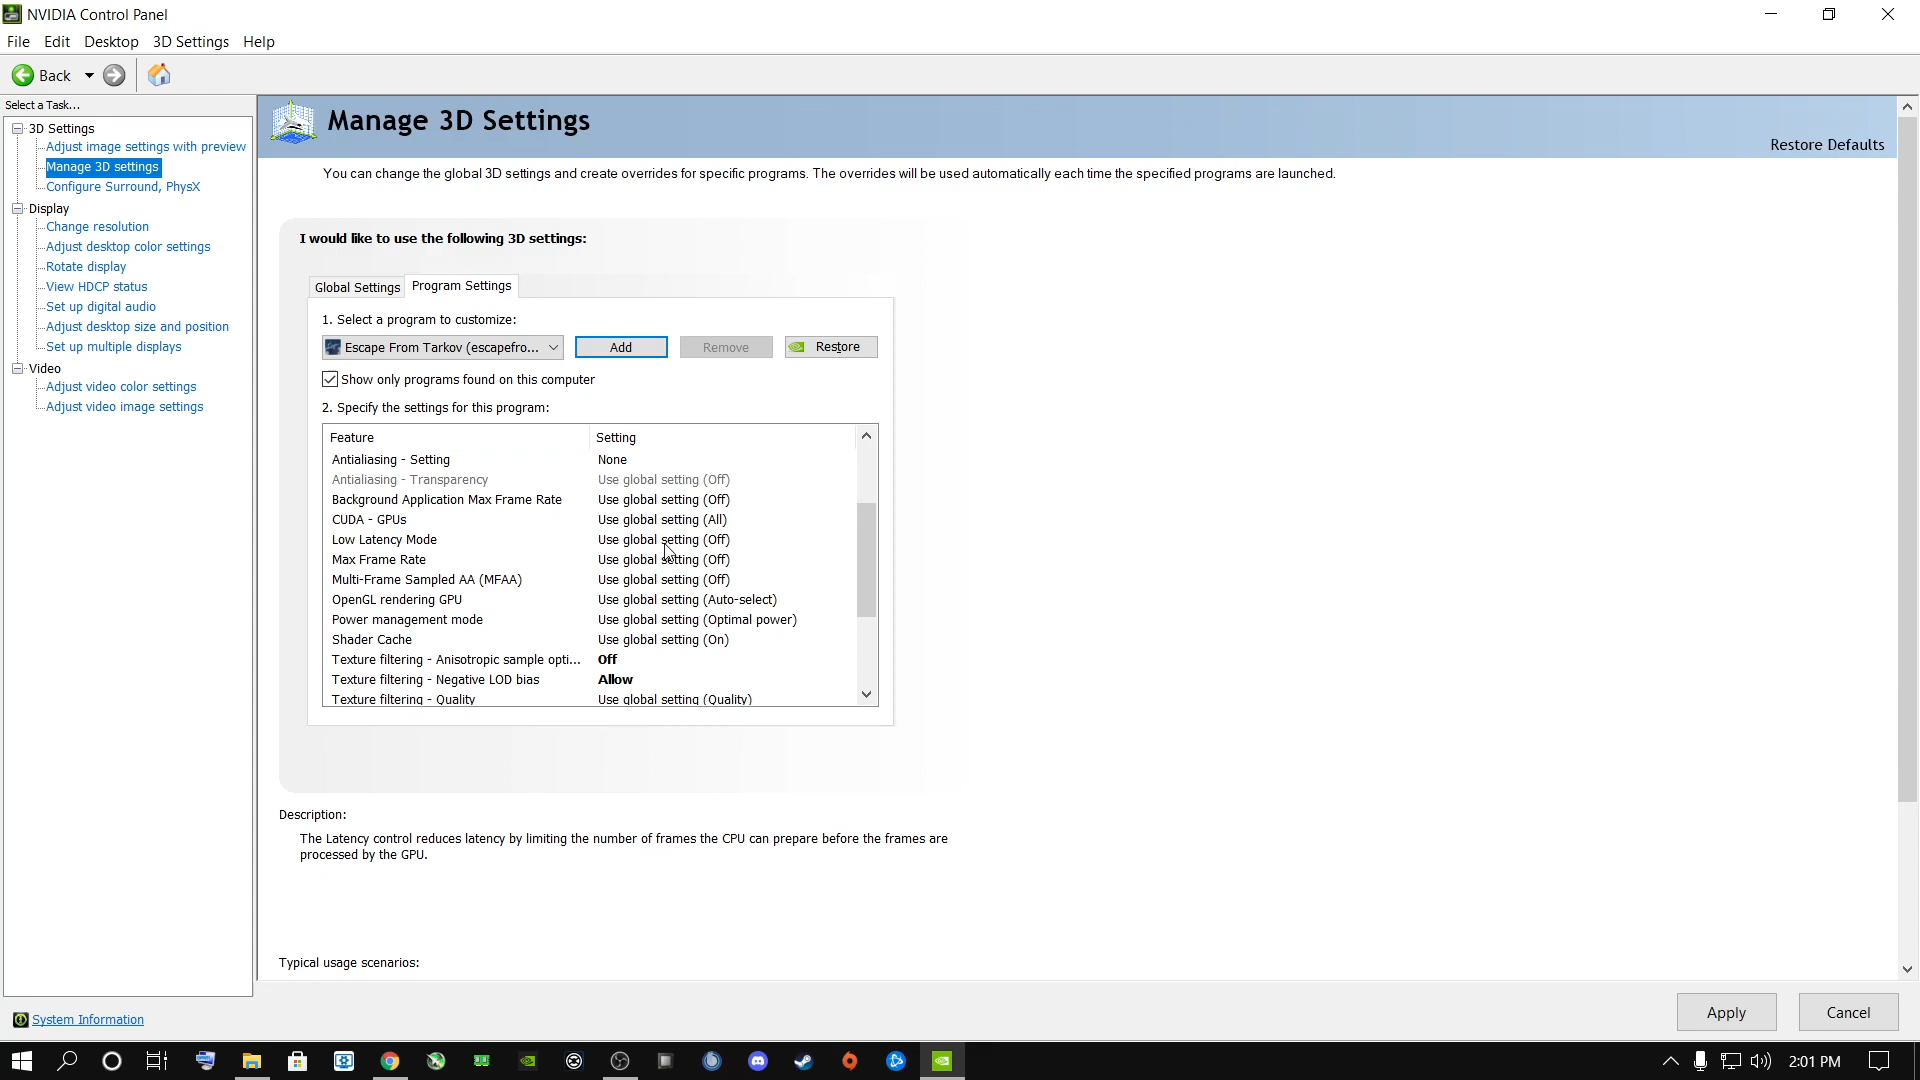 NVIDIA Control Panel
File Edit Desktop 3D Settings Help
Back
Select a Task...
3D Settings
Adjust image settings with preview
Manage 3D settings
Configure Surround, PhysX
Display
Change resolution
Adjust desktop color settings
Rotate display
View HDCP status
Set up digital audio
Adjust desktop size and position
Set up multiple displays
Video
Adjust video color settings
Adjust video image settings
System Information
Manage 3D Settings
Restore Defaults
You can change the global 3D settings and create overrides for specific programs. The overrides will be used automatically each time the specified programs are launched.
I would like to use the following 3D settings:
Global Settings Program Settings
1. Select a program to customize:
Escape From Tarkov (escapefro... Add Remove Restore
Show only programs found on this computer
2. Specify the settings for this program:
Feature Setting
Antialiasing - Setting None
Antialiasing - Transparency Use global setting (Off)
Background Application Max Frame Rate Use global setting (Off)
CUDA - GPUs Use global setting (All)
Low Latency Mode Use global setting (Off)
Max Frame Rate Use global setting (Off)
Multi-Frame Sampled AA (MFAA) Use global setting (Off)
OpenGL rendering GPU Use global setting (Auto-select)
Power management mode Use global setting (Optimal power)
Shader Cache Use global setting (On)
Texture filtering - Anisotropic sample opti... Off
Texture filtering - Negative LOD bias Allow
Texture filtering - Quality Use global setting (Quality)
Description:
The Latency control reduces latency by limiting the number of frames the CPU can prepare before the frames are
processed by the GPU.
Typical usage scenarios:
Apply Cancel
2:01 PM